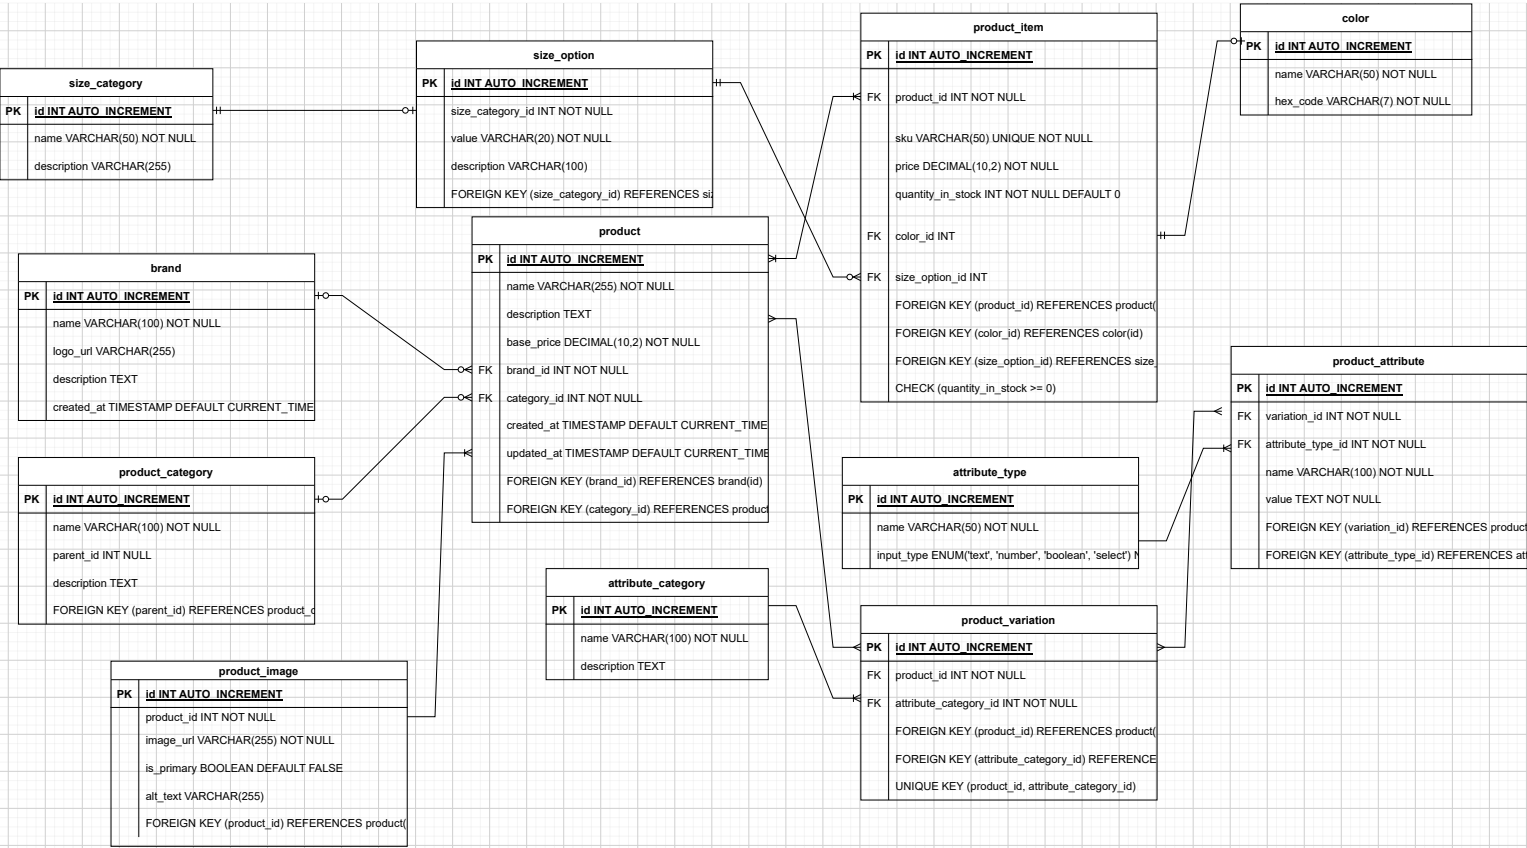 size_category
PK id INT AUTO_INCREMENT
name VARCHAR(50) NOT NULL
description VARCHAR(255)
size_option
PK id INT AUTO_INCREMENT
size_category_id INT NOT NULL
value VARCHAR(20) NOT NULL
description VARCHAR(100)
FOREIGN KEY (size_category_id) REFERENCES siz
product_item
PK id INT AUTO_INCREMENT
FK product_id INT NOT NULL
sku VARCHAR(50) UNIQUE NOT NULL
price DECIMAL(10,2) NOT NULL
quantity_in_stock INT NOT NULL DEFAULT 0
FK color_id INT
FK size_option_id INT
FOREIGN KEY (product_id) REFERENCES product(
FOREIGN KEY (color_id) REFERENCES color(id)
FOREIGN KEY (size_option_id) REFERENCES size_
CHECK (quantity_in_stock >= 0)
color
PK id INT AUTO_INCREMENT
name VARCHAR(50) NOT NULL
hex_code VARCHAR(7) NOT NULL
brand
PK id INT AUTO_INCREMENT
name VARCHAR(100) NOT NULL
logo_url VARCHAR(255)
description TEXT
created_at TIMESTAMP DEFAULT CURRENT_TIME
product
PK id INT AUTO_INCREMENT
name VARCHAR(255) NOT NULL
description TEXT
base_price DECIMAL(10,2) NOT NULL
FK brand_id INT NOT NULL
FK category_id INT NOT NULL
created_at TIMESTAMP DEFAULT CURRENT_TIME
updated_at TIMESTAMP DEFAULT CURRENT_TIME
FOREIGN KEY (brand_id) REFERENCES brand(id)
FOREIGN KEY (category_id) REFERENCES product
product_attribute
PK id INT AUTO_INCREMENT
FK variation_id INT NOT NULL
FK attribute_type_id INT NOT NULL
name VARCHAR(100) NOT NULL
value TEXT NOT NULL
FOREIGN KEY (variation_id) REFERENCES product
FOREIGN KEY (attribute_type_id) REFERENCES att
product_category
PK id INT AUTO_INCREMENT
name VARCHAR(100) NOT NULL
parent_id INT NULL
description TEXT
FOREIGN KEY (parent_id) REFERENCES product_c
attribute_type
PK id INT AUTO_INCREMENT
name VARCHAR(50) NOT NULL
input_type ENUM('text', 'number', 'boolean', 'select') N
attribute_category
PK id INT AUTO_INCREMENT
name VARCHAR(100) NOT NULL
description TEXT
product_variation
PK id INT AUTO_INCREMENT
FK product_id INT NOT NULL
FK attribute_category_id INT NOT NULL
FOREIGN KEY (product_id) REFERENCES product(
FOREIGN KEY (attribute_category_id) REFERENCE
UNIQUE KEY (product_id, attribute_category_id)
product_image
PK id INT AUTO_INCREMENT
product_id INT NOT NULL
image_url VARCHAR(255) NOT NULL
is_primary BOOLEAN DEFAULT FALSE
alt_text VARCHAR(255)
FOREIGN KEY (product_id) REFERENCES product(